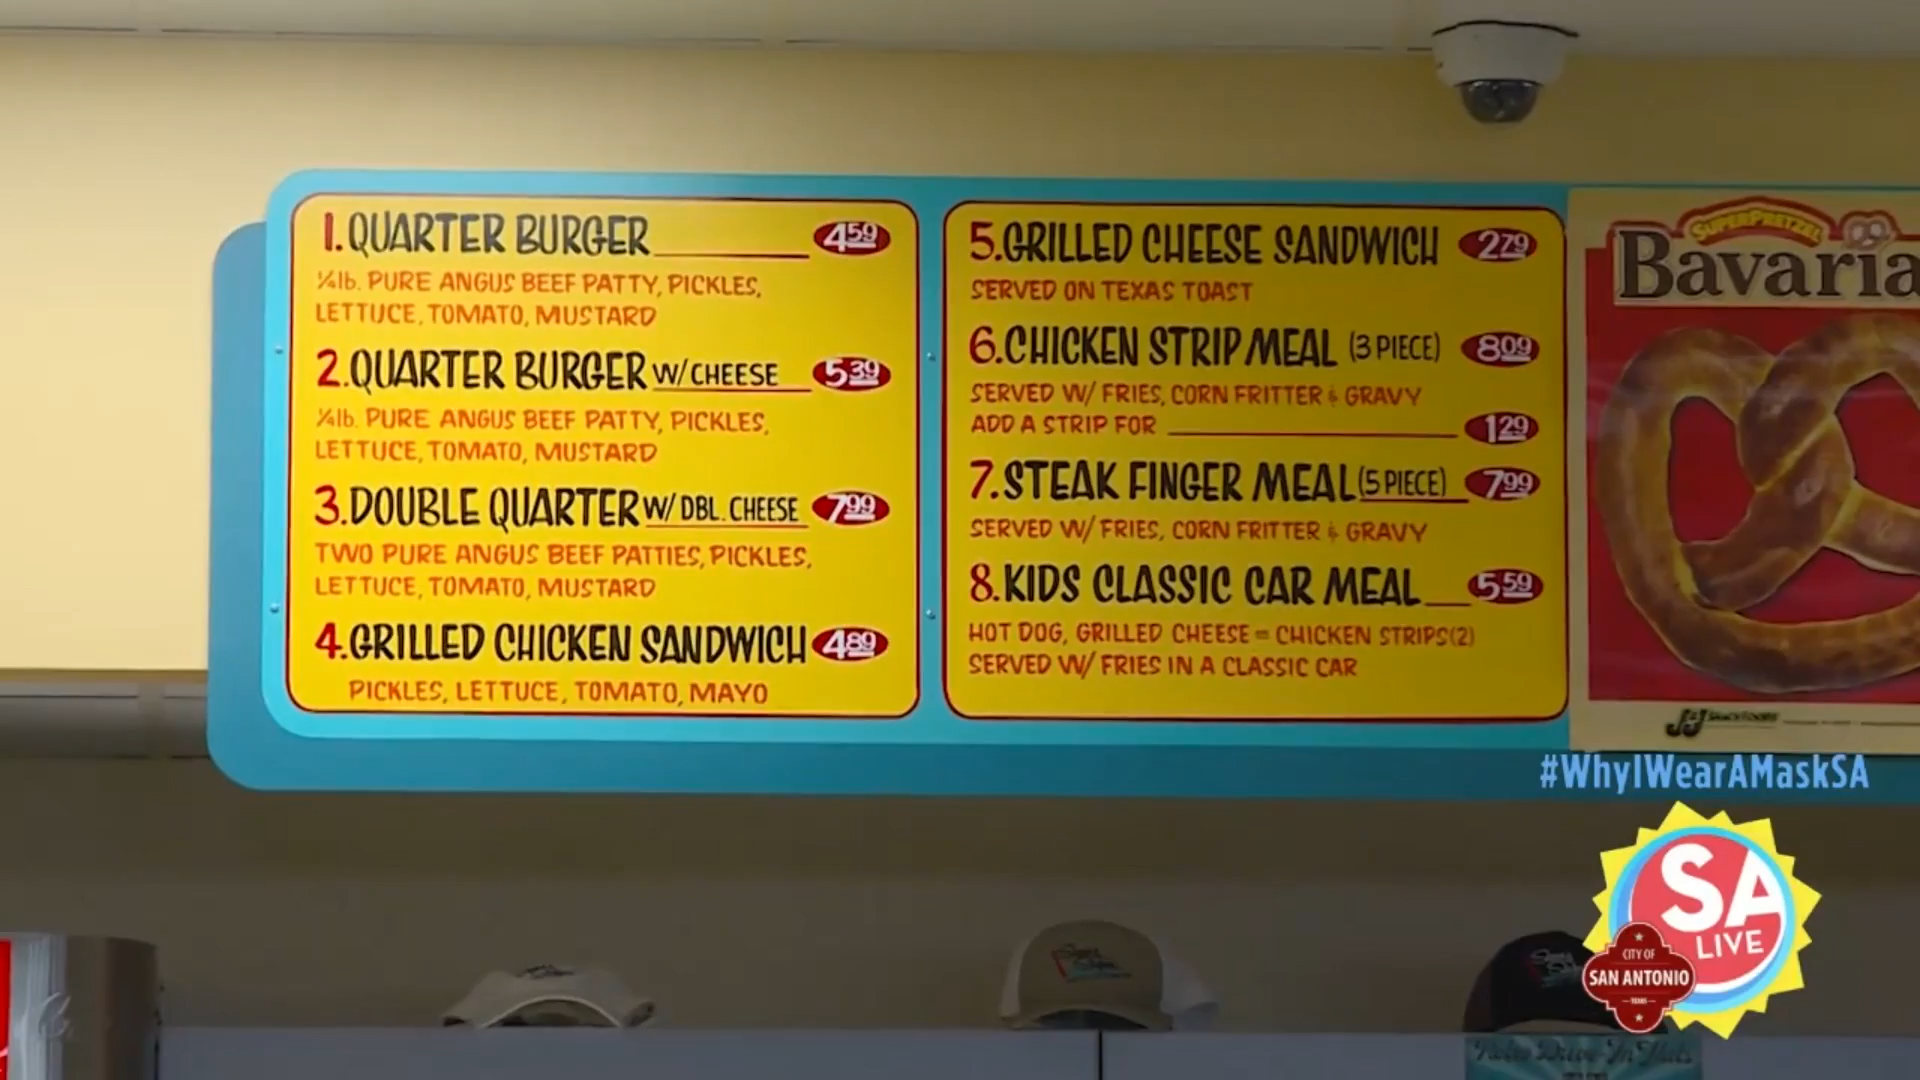 1. QUARTER BURGER 4.59
¼lb. PURE ANGUS BEEF PATTY, PICKLES,
LETTUCE, TOMATO, MUSTARD
2. QUARTER BURGER W/CHEESE 5.39
¼lb. PURE ANGUS BEEF PATTY, PICKLES,
LETTUCE, TOMATO, MUSTARD
3. DOUBLE QUARTER W/ DBL. CHEESE 7.99
TWO PURE ANGUS BEEF PATTIES, PICKLES,
LETTUCE, TOMATO, MUSTARD
4. GRILLED CHICKEN SANDWICH 4.89
PICKLES, LETTUCE, TOMATO, MAYO
5. GRILLED CHEESE SANDWICH 2.79
SERVED ON TEXAS TOAST
6. CHICKEN STRIP MEAL (3 PIECE) 8.09
SERVED W/ FRIES, CORN FRITTER & GRAVY
ADD A STRIP FOR 1.29
7. STEAK FINGER MEAL (5 PIECE) 7.99
SERVED W/ FRIES, CORN FRITTER & GRAVY
8. KIDS CLASSIC CAR MEAL 5.59
HOT DOG, GRILLED CHEESE = CHICKEN STRIPS(2)
SERVED W/ FRIES IN A CLASSIC CAR
SUPERPRETZEL
Bavaria
J&J
#WhyIWearAMaskSA
SA
LIVE
CITY OF
SAN ANTONIO
TEXAS